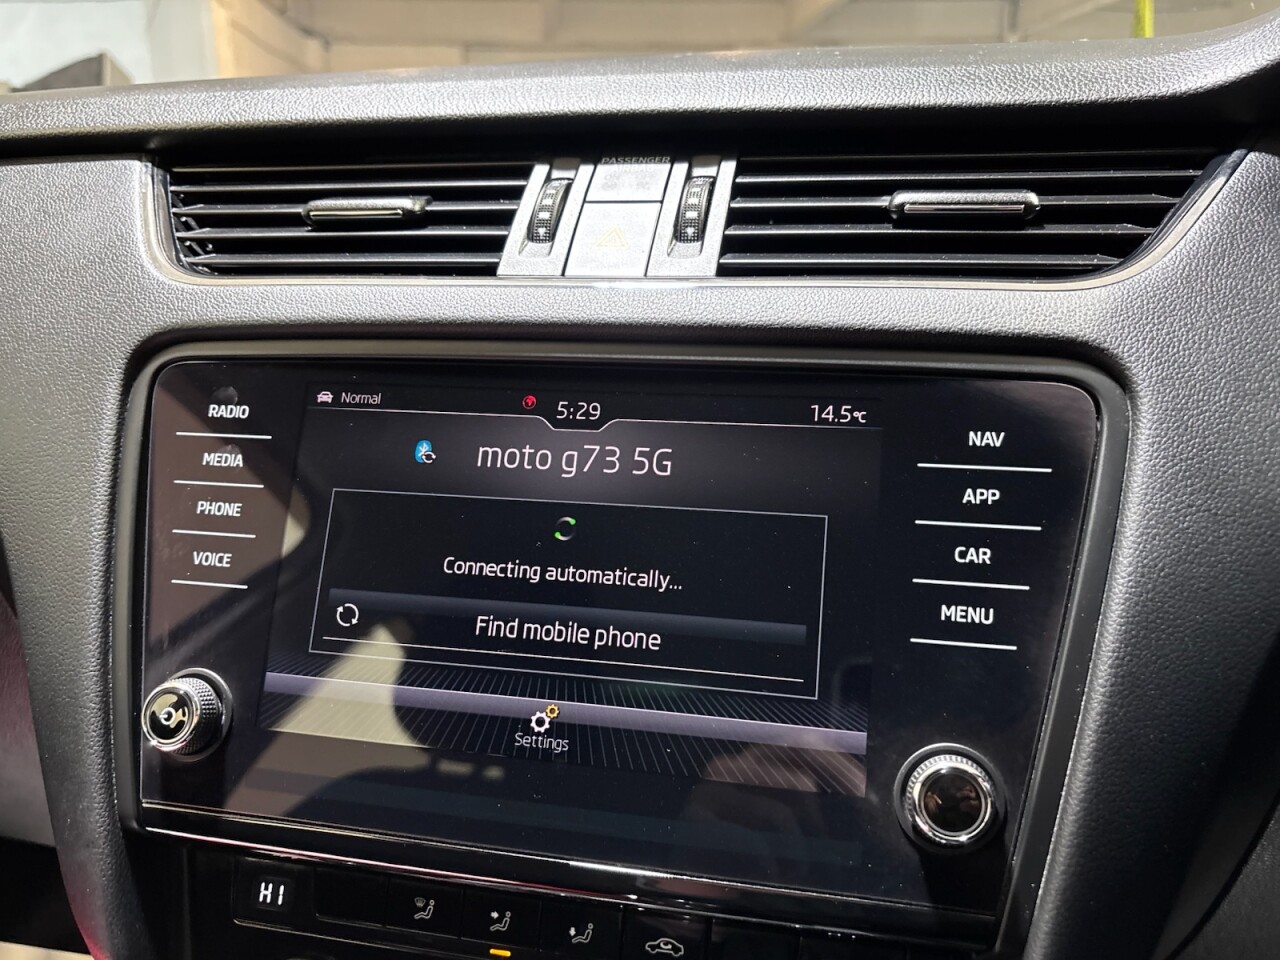 PASSENGER
AIRBAG
RADIO
MEDIA
PHONE
VOICE
Normal
5:29
14.5°C
moto g73 5G
Connecting automatically...
Find mobile phone
Settings
NAV
APP
CAR
MENU
HI